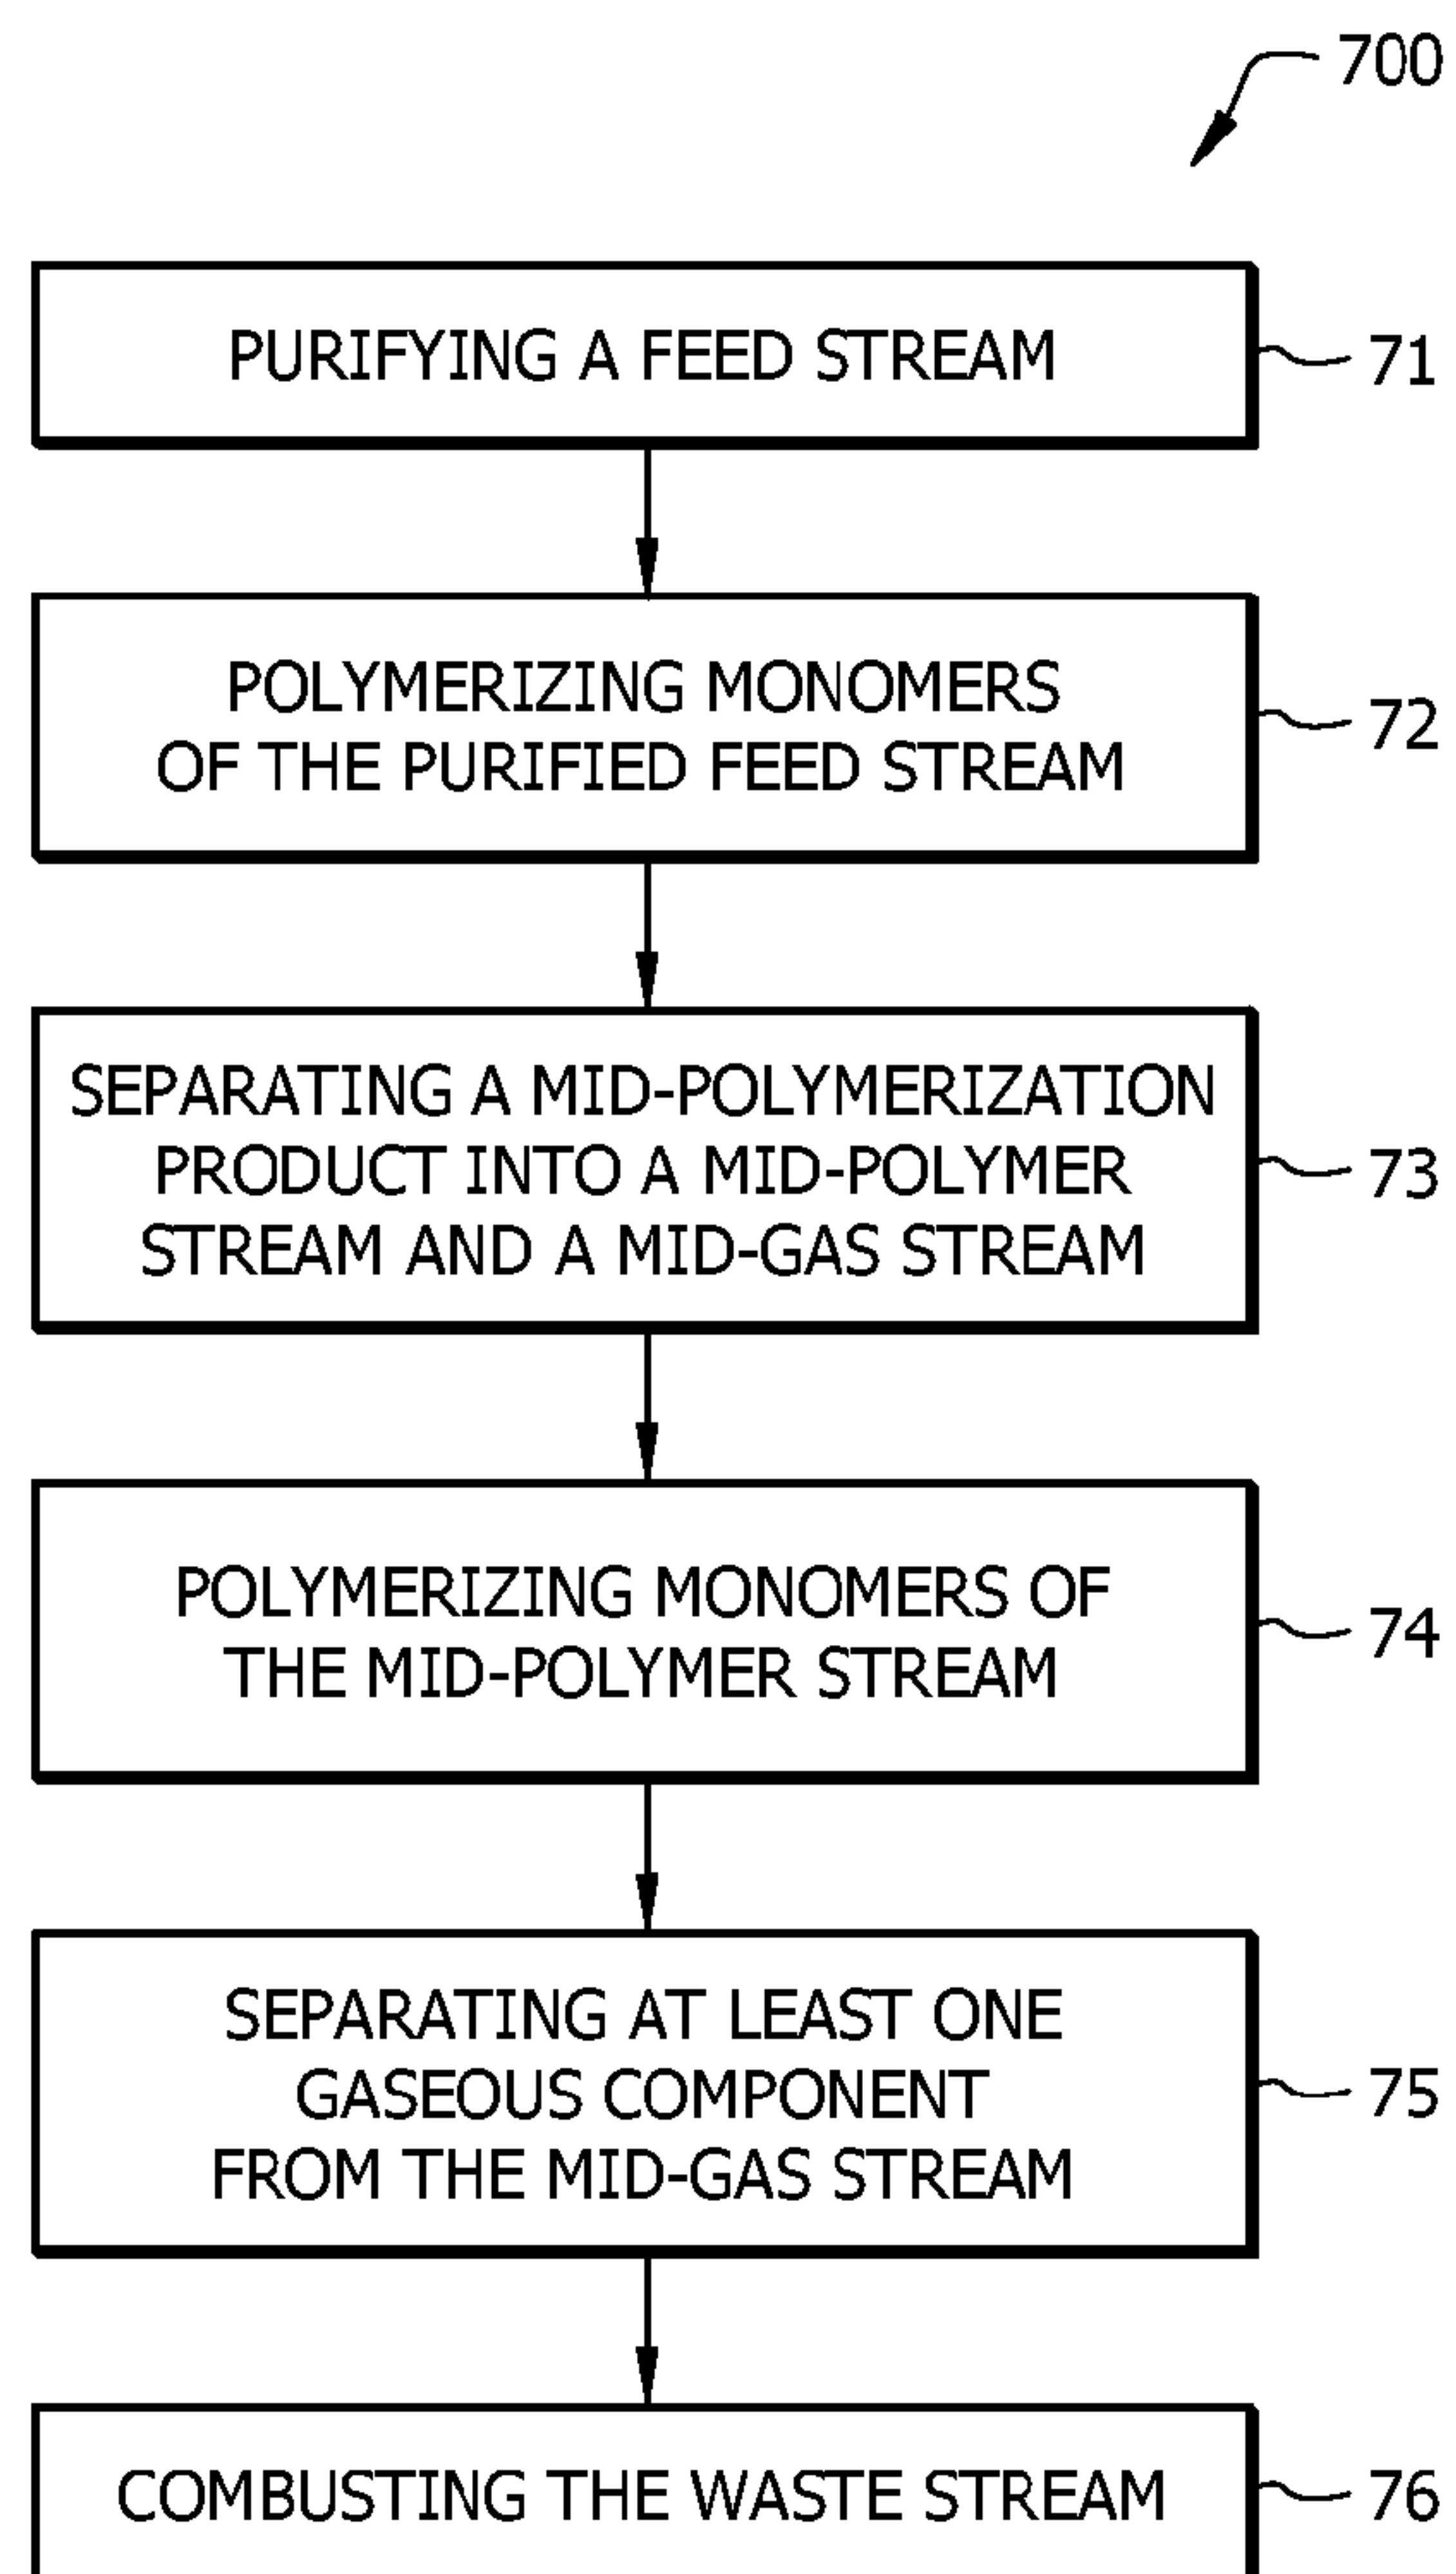 700
PURIFYING A FEED STREAM
71
POLYMERIZING MONOMERS
OF THE PURIFIED FEED STREAM
72
SEPARATING A MID-POLYMERIZATION
PRODUCT INTO A MID-POLYMER
STREAM AND A MID-GAS STREAM
73
POLYMERIZING MONOMERS OF
THE MID-POLYMER STREAM
74
SEPARATING AT LEAST ONE
GASEOUS COMPONENT
FROM THE MID-GAS STREAM
75
COMBUSTING THE WASTE STREAM
76